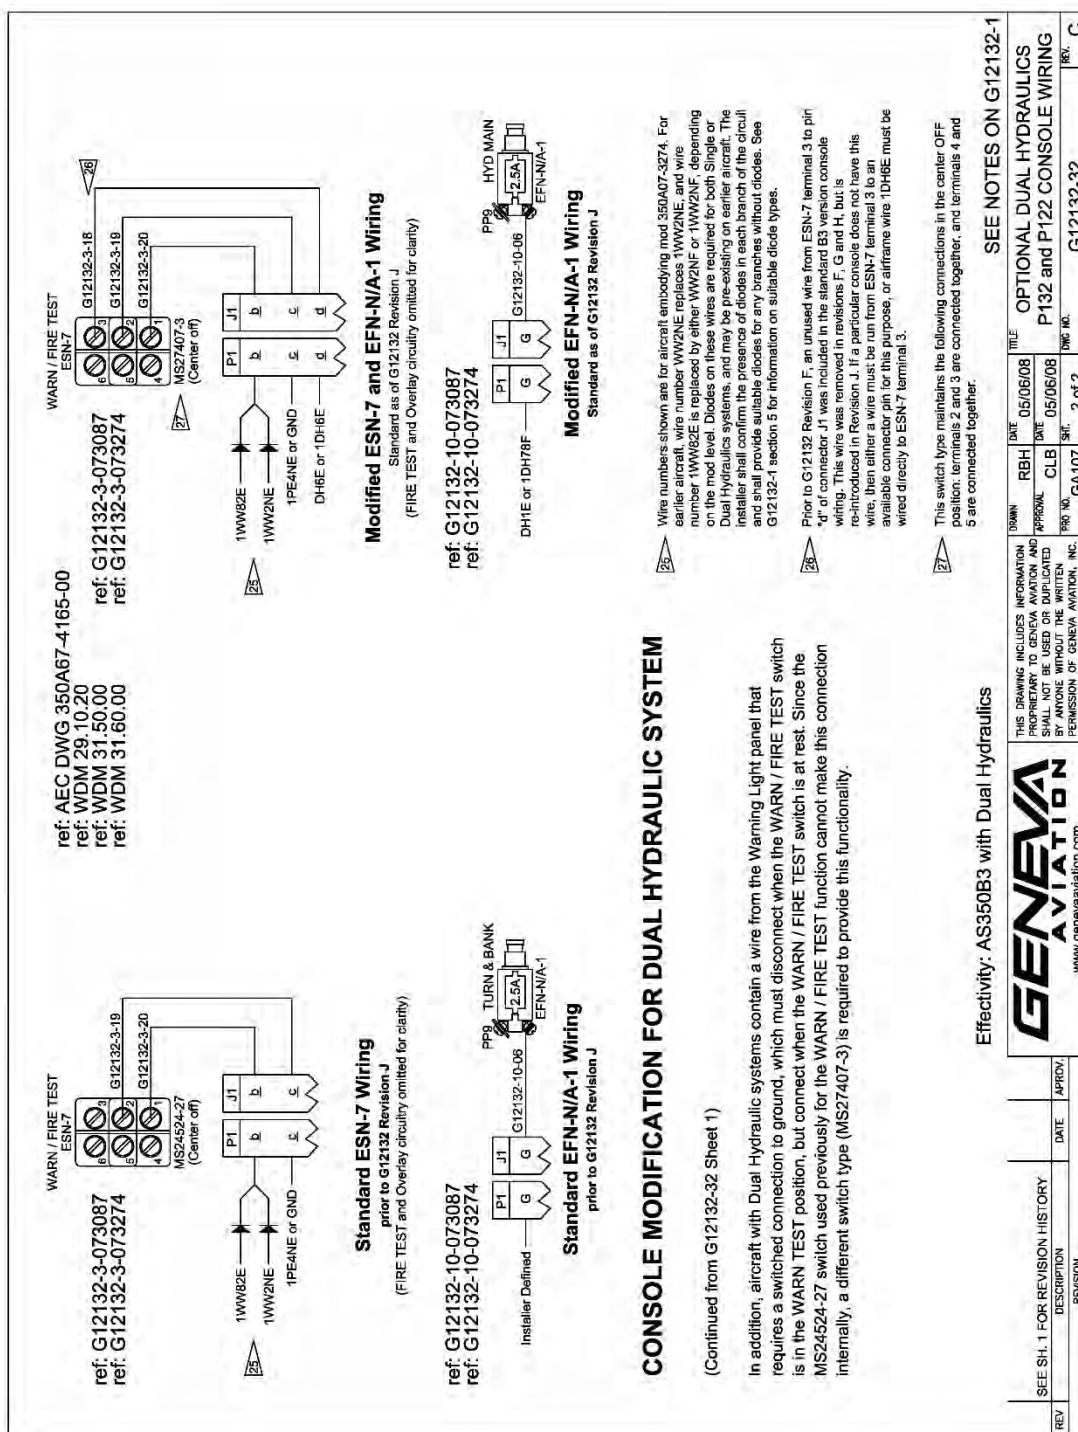 ref: AEC DWG 350A67-4165-00
ref: WDM 29.10.20
ref: WDM 31.50.00
ref: WDM 31.60.00
ref: G12132-3-073087
ref: G12132-3-073274
WARN / FIRE TEST
ESN-7
6
3
5
2
4
1
MS24524-27
(Center off)
G12132-3-19
G12132-3-20
P1
J1
b
b
c
c
1WW82E
1WW2NE
1PE4NE or GND
25
Standard ESN-7 Wiring
prior to G12132 Revision J
(FIRE TEST and Overlay circuitry omitted for clarity)
ref: G12132-3-073087
ref: G12132-3-073274
WARN / FIRE TEST
ESN-7
6
3
5
2
4
1
MS27407-3
(Center off)
27
G12132-3-18
G12132-3-19
G12132-3-20
26
P1
J1
b
b
c
c
d
d
1WW82E
1WW2NE
1PE4NE or GND
DH6E or 1DH6E
25
Modified ESN-7 and EFN-N/A-1 Wiring
Standard as of G12132 Revision J
(FIRE TEST and Overlay circuitry omitted for clarity)
ref: G12132-10-073087
ref: G12132-10-073274
Installer Defined
P1
J1
G
G
G12132-10-06
PP9
TURN & BANK
2.5A
EFN-N/A-1
Standard EFN-N/A-1 Wiring
prior to G12132 Revision J
ref: G12132-10-073087
ref: G12132-10-073274
DH1E or 1DH78F
P1
J1
G
G
G12132-10-06
PP9
HYD MAIN
2.5A
EFN-N/A-1
Modified EFN-N/A-1 Wiring
Standard as of G12132 Revision J
CONSOLE MODIFICATION FOR DUAL HYDRAULIC SYSTEM
(Continued from G12132-32 Sheet 1)
In addition, aircraft with Dual Hydraulic systems contain a wire from the Warning Light panel that
requires a switched connection to ground, which must disconnect when the WARN / FIRE TEST switch
is in the WARN TEST position, but connect when the WARN / FIRE TEST switch is at rest. Since the
MS24524-27 switch used previously for the WARN / FIRE TEST function cannot make this connection
internally, a different switch type (MS27407-3) is required to provide this functionality.
25
Wire numbers shown are for aircraft embodying mod 350A07-3274. For
earlier aircraft, wire number WW2NE replaces 1WW2NE, and wire
number 1WW82E is replaced by either WW2NF or 1WW2NF, depending
on the mod level. Diodes on these wires are required for both Single or
Dual Hydraulics systems, and may be pre-existing on earlier aircraft. The
installer shall confirm the presence of diodes in each branch of the circuit
and shall provide suitable diodes for any branches without diodes. See
G12132-1 section 5 for information on suitable diode types.
26
Prior to G12132 Revision F, an unused wire from ESN-7 terminal 3 to pin
"d" of connector J1 was included in the standard B3 version console
wiring. This wire was removed in revisions F, G and H, but is
re-introduced in Revision J. If a particular console does not have this
wire, then either a wire must be run from ESN-7 terminal 3 to an
available connector pin for this purpose, or airframe wire 1DH6E must be
wired directly to ESN-7 terminal 3.
27
This switch type maintains the following connections in the center OFF
position: terminals 2 and 3 are connected together, and terminals 4 and
5 are connected together.
Effectivity: AS350B3 with Dual Hydraulics
SEE NOTES ON G12132-1
SEE SH. 1 FOR REVISION HISTORY
REV
DESCRIPTION
DATE
APROV.
REVISION
GENEVA
AVIATION
www.genevaaviation.com
THIS DRAWING INCLUDES INFORMATION
PROPRIETARY TO GENEVA AVIATION AND
SHALL NOT BE USED OR DUPLICATED
BY ANYONE WITHOUT THE WRITTEN
PERMISSION OF GENEVA AVIATION, INC.
DRAWN
RBH
DATE
05/06/08
APPROVAL
CLB
DATE
05/06/08
PRO NO.
GA107
SHT.
2 of 2
TITLE
OPTIONAL DUAL HYDRAULICS
P132 and P122 CONSOLE WIRING
DWG NO.
G12132-32
REV.